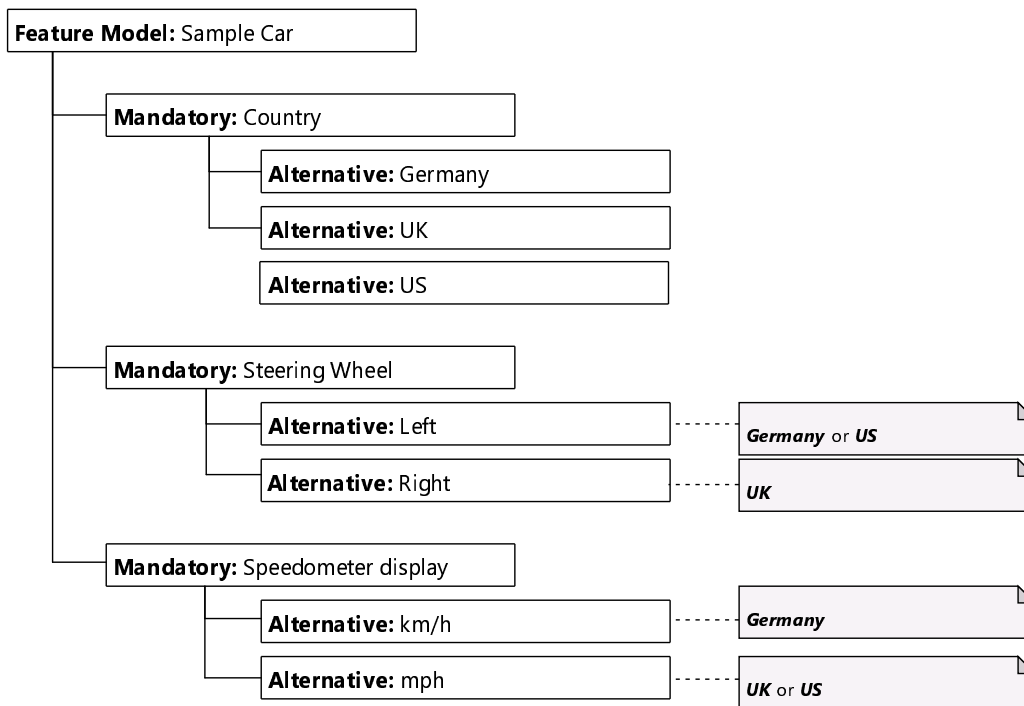 Feature Model: Sample Car
Mandatory: Country
Alternative: Germany
Alternative: UK
Alternative: US
Mandatory: Steering Wheel
Alternative: Left
Germany or US
Alternative: Right
UK
Mandatory: Speedometer display
Alternative: km/h
Germany
Alternative: mph
UK or US